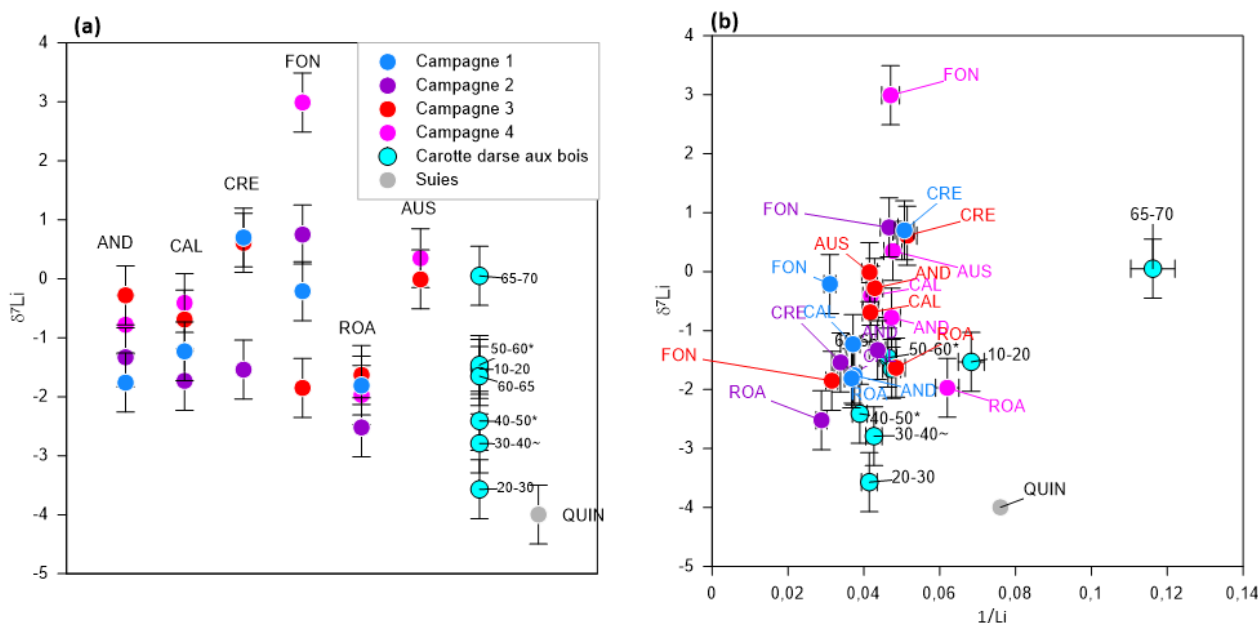 (a)
4
3
2
1
0
-1
-2
-3
-4
-5
δ⁷Li
AND
CAL
CRE
FON
ROA
AUS
Campagne 1
Campagne 2
Campagne 3
Campagne 4
Carotte darse aux bois
Suies
65-70
50-60*
10-20
60-65
40-50*
30-40~
20-30
QUIN
(b)
4
3
2
1
0
-1
-2
-3
-4
-5
δ⁷Li
FON
65-70
CRE
FON
CRE
AUS
AUS
FON
AND
CAL
CAL
CAL
AND
CRE
AND
ROA
50-60*
10-20
FON
ROA
ROA
AND
ROA
40-50*
30-40~
20-30
QUIN
0
0,02
0,04
0,06
0,08
0,1
0,12
0,14
1/Li